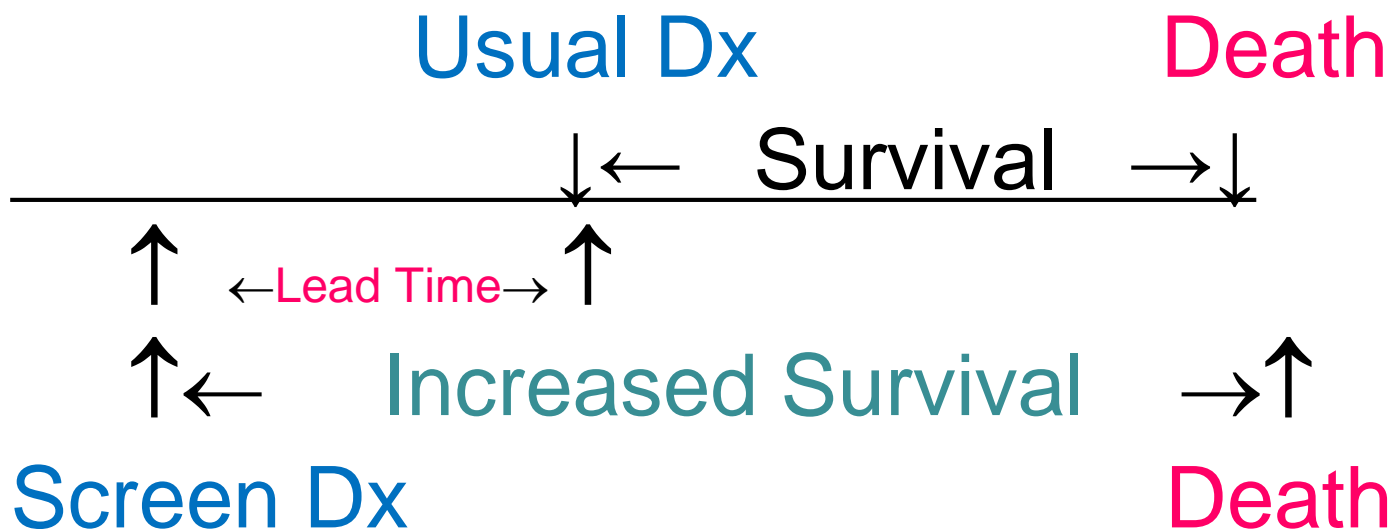 Usual Dx Death
↓← Survival →↓
↑ ←Lead Time→ ↑
↑← Increased Survival →↑
Screen Dx Death